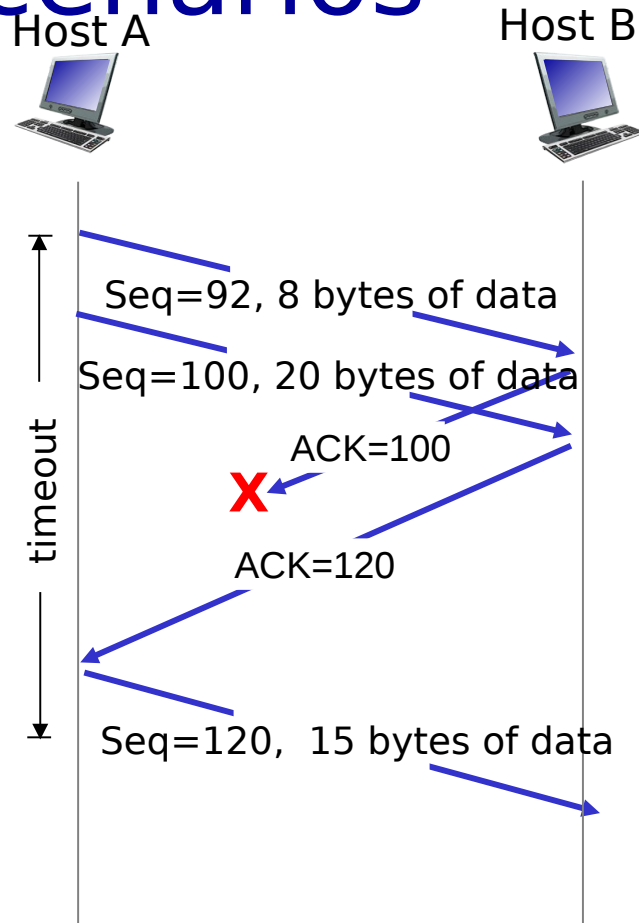 cenarios
Host A
Host B
Seq=92, 8 bytes of data
Seq=100, 20 bytes of data
ACK=100
X
timeout
ACK=120
Seq=120, 15 bytes of data